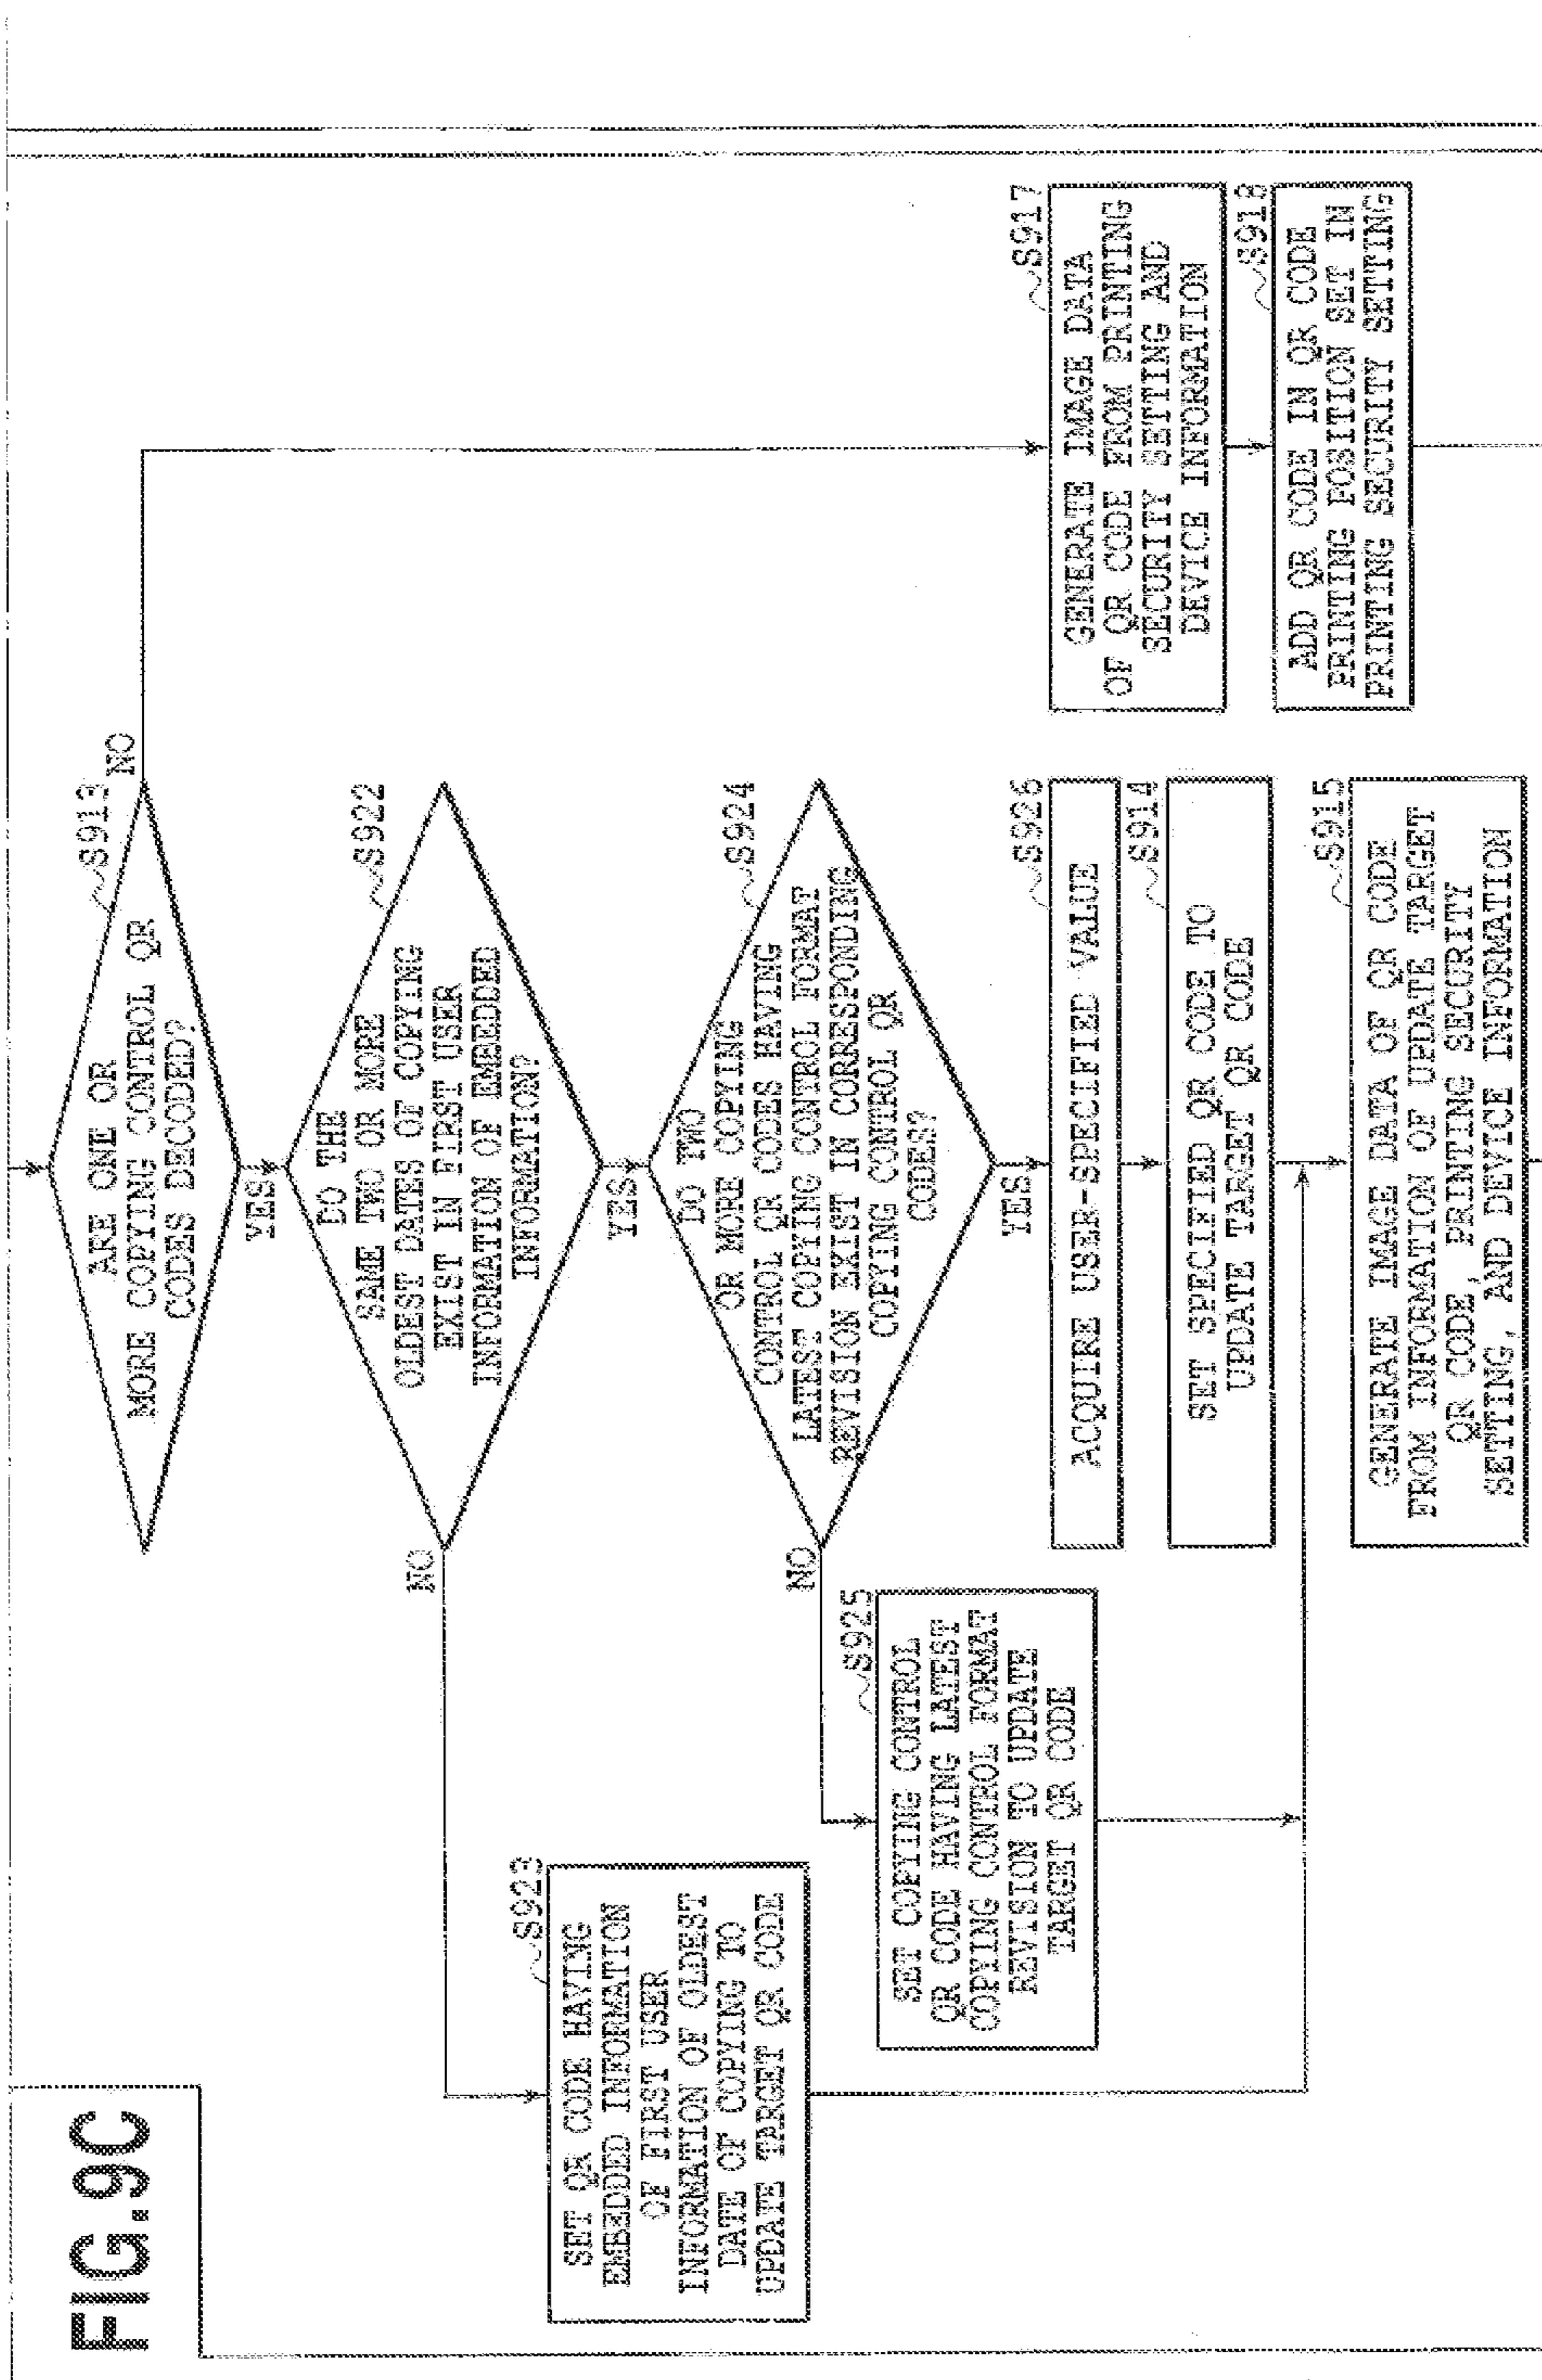 FIG.9C
S913
ARE ONE OR
MORE COPYING CONTROL QR
CODES DECODED?
NO
YES
S922
DO THE
SAME TWO OR MORE
OLDEST DATES OF COPYING
EXIST IN FIRST USER
INFORMATION OF EMBEDDED
INFORMATION?
NO
YES
S923
SET QR CODE HAVING
EMBEDDED INFORMATION
OF FIRST USER
INFORMATION OF OLDEST
DATE OF COPYING TO
UPDATE TARGET QR CODE
S924
DO TWO
OR MORE COPYING
CONTROL QR CODES HAVING
LATEST COPYING CONTROL FORMAT
REVISION EXIST IN CORRESPONDING
COPYING CONTROL QR
CODES?
NO
YES
S925
SET COPYING CONTROL
QR CODE HAVING LATEST
COPYING CONTROL FORMAT
REVISION TO UPDATE
TARGET QR CODE
S926
ACQUIRE USER-SPECIFIED VALUE
S914
SET SPECIFIED QR CODE TO
UPDATE TARGET QR CODE
S915
GENERATE IMAGE DATA OF QR CODE
FROM INFORMATION OF UPDATE TARGET
QR CODE, PRINTING SECURITY
SETTING, AND DEVICE INFORMATION
S917
GENERATE IMAGE DATA
OF QR CODE FROM PRINTING
SECURITY SETTING AND
DEVICE INFORMATION
S918
ADD QR CODE IN QR CODE
PRINTING POSITION SET IN
PRINTING SECURITY SETTING